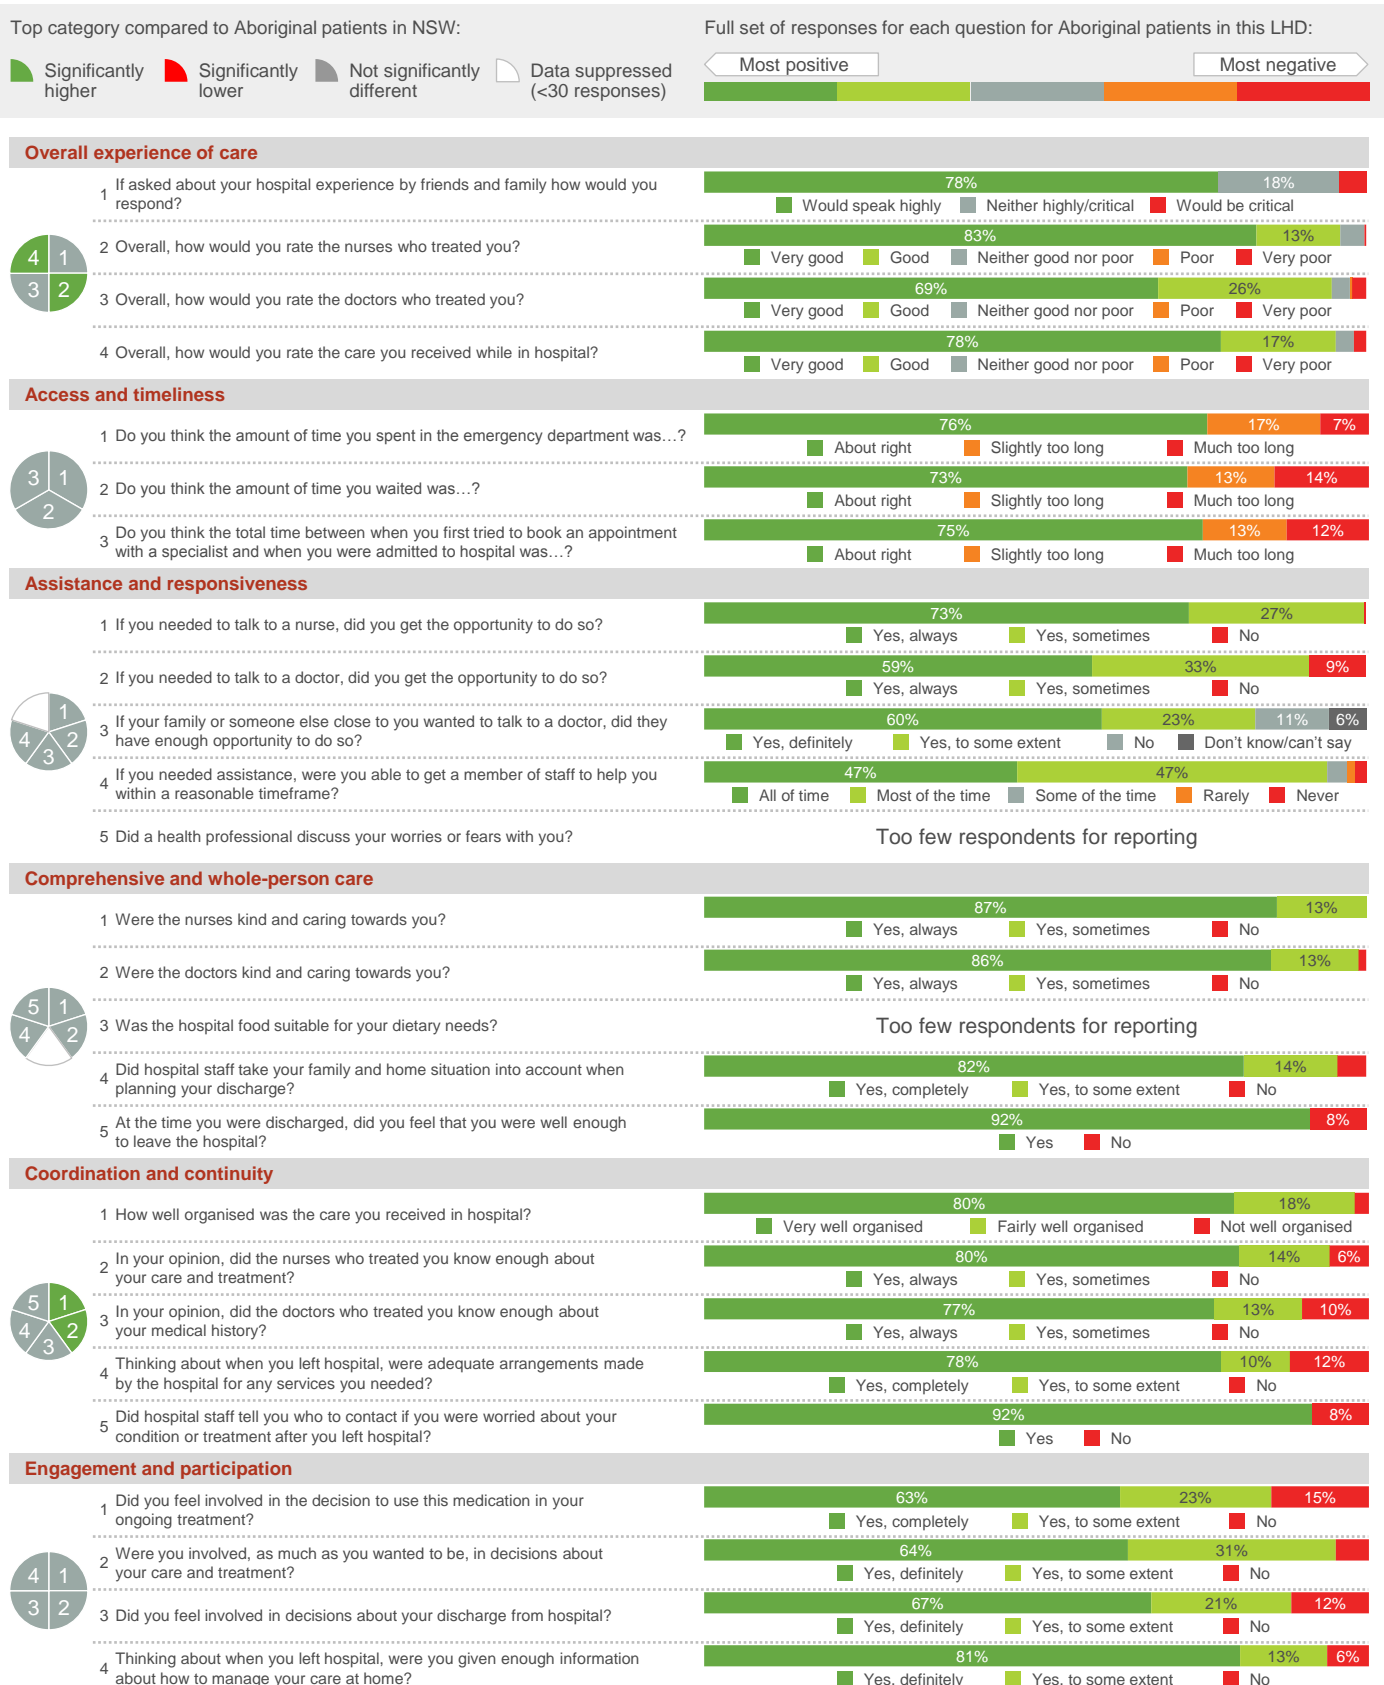 Top category compared to Aboriginal patients in NSW:
Full set of responses for each question for Aboriginal patients in this LHD:
Significantly higher
Significantly lower
Not significantly different
Data suppressed (<30 responses)
Most positive
Most negative
Overall experience of care
4 1
3 2
1 If asked about your hospital experience by friends and family how would you
respond?
78% 18%
Would speak highly Neither highly/critical Would be critical
2 Overall, how would you rate the nurses who treated you?
83% 13%
Very good Good Neither good nor poor Poor Very poor
3 Overall, how would you rate the doctors who treated you?
69% 26%
Very good Good Neither good nor poor Poor Very poor
4 Overall, how would you rate the care you received while in hospital?
78% 17%
Very good Good Neither good nor poor Poor Very poor
Access and timeliness
3 1
2
1 Do you think the amount of time you spent in the emergency department was…?
76% 17% 7%
About right Slightly too long Much too long
2 Do you think the amount of time you waited was…?
73% 13% 14%
About right Slightly too long Much too long
3 Do you think the total time between when you first tried to book an appointment
with a specialist and when you were admitted to hospital was…?
75% 13% 12%
About right Slightly too long Much too long
Assistance and responsiveness
1
4 2
3
1 If you needed to talk to a nurse, did you get the opportunity to do so?
73% 27%
Yes, always Yes, sometimes No
2 If you needed to talk to a doctor, did you get the opportunity to do so?
59% 33% 9%
Yes, always Yes, sometimes No
3 If your family or someone else close to you wanted to talk to a doctor, did they
have enough opportunity to do so?
60% 23% 11% 6%
Yes, definitely Yes, to some extent No Don't know/can't say
4 If you needed assistance, were you able to get a member of staff to help you
within a reasonable timeframe?
47% 47%
All of time Most of the time Some of the time Rarely Never
5 Did a health professional discuss your worries or fears with you?
Too few respondents for reporting
Comprehensive and whole-person care
5 1
4 2
1 Were the nurses kind and caring towards you?
87% 13%
Yes, always Yes, sometimes No
2 Were the doctors kind and caring towards you?
86% 13%
Yes, always Yes, sometimes No
3 Was the hospital food suitable for your dietary needs?
Too few respondents for reporting
4 Did hospital staff take your family and home situation into account when
planning your discharge?
82% 14%
Yes, completely Yes, to some extent No
5 At the time you were discharged, did you feel that you were well enough
to leave the hospital?
92% 8%
Yes No
Coordination and continuity
5 1
4 2
3
1 How well organised was the care you received in hospital?
80% 18%
Very well organised Fairly well organised Not well organised
2 In your opinion, did the nurses who treated you know enough about
your care and treatment?
80% 14% 6%
Yes, always Yes, sometimes No
3 In your opinion, did the doctors who treated you know enough about
your medical history?
77% 13% 10%
Yes, always Yes, sometimes No
4 Thinking about when you left hospital, were adequate arrangements made
by the hospital for any services you needed?
78% 10% 12%
Yes, completely Yes, to some extent No
5 Did hospital staff tell you who to contact if you were worried about your
condition or treatment after you left hospital?
92% 8%
Yes No
Engagement and participation
4 1
3 2
1 Did you feel involved in the decision to use this medication in your
ongoing treatment?
63% 23% 15%
Yes, completely Yes, to some extent No
2 Were you involved, as much as you wanted to be, in decisions about
your care and treatment?
64% 31%
Yes, definitely Yes, to some extent No
3 Did you feel involved in decisions about your discharge from hospital?
67% 21% 12%
Yes, definitely Yes, to some extent No
4 Thinking about when you left hospital, were you given enough information
about how to manage your care at home?
81% 13% 6%
Yes, definitely Yes, to some extent No